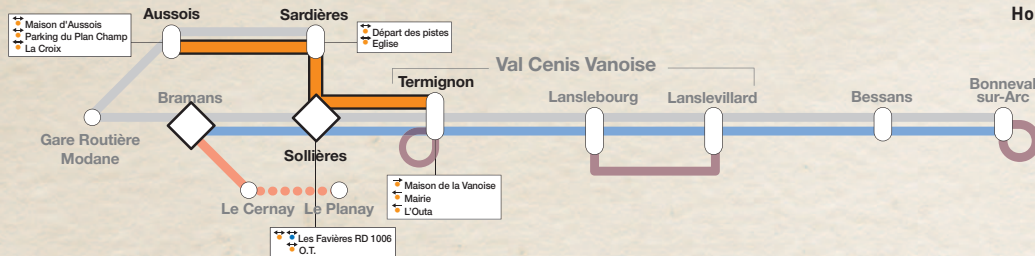 Aussois
Sardières
Ho
Maison d'Aussois
Parking du Plan Champ
La Croix
Départ des pistes
Eglise
Val Cenis Vanoise
Termignon
Bramans
Lanslebourg
Lanslevillard
Bessans
Bonneval
sur-Arc
Gare Routière
Modane
Sollières
Maison de la Vanoise
Mairie
L'Outa
Le Cernay
Le Planay
Les Favières RD 1006
O.T.